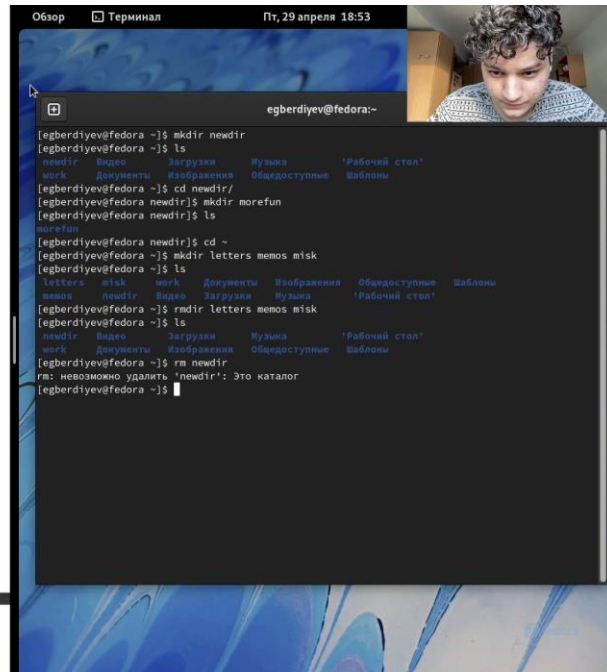 Обзор Терминал Пт, 29 апреля 18:53
egberdiyev@fedora:~
[egberdiyev@fedora ~]$ mkdir newdir
[egberdiyev@fedora ~]$ ls
newdir Видео Загрузки Музыка 'Рабочий стол'
work Документы Изображения Общедоступные Шаблоны
[egberdiyev@fedora ~]$ cd newdir/
[egberdiyev@fedora newdir]$ mkdir morefun
[egberdiyev@fedora newdir]$ ls
morefun
[egberdiyev@fedora newdir]$ cd ~
[egberdiyev@fedora ~]$ mkdir letters memos misk
[egberdiyev@fedora ~]$ ls
letters misk work Документы Изображения Общедоступные Шаблоны
memos newdir Видео Загрузки Музыка 'Рабочий стол'
[egberdiyev@fedora ~]$ rmdir letters memos misk
[egberdiyev@fedora ~]$ ls
newdir Видео Загрузки Музыка 'Рабочий стол'
work Документы Изображения Общедоступные Шаблоны
[egberdiyev@fedora ~]$ rm newdir
rm: невозможно удалить 'newdir': Это каталог
[egberdiyev@fedora ~]$